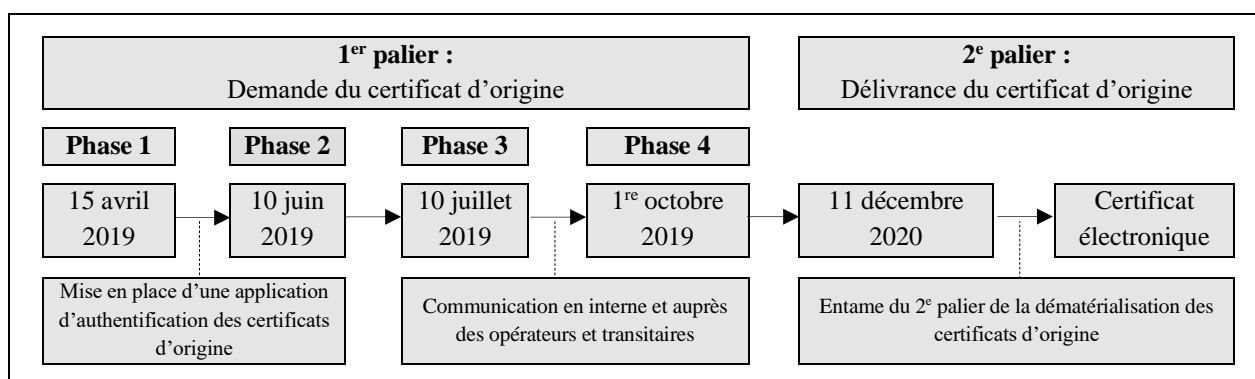 1er palier :
Demande du certificat d'origine
2e palier :
Délivrance du certificat d'origine
Phase 1
Phase 2
Phase 3
Phase 4
15 avril
2019
10 juin
2019
10 juillet
2019
1re octobre
2019
11 décembre
2020
Certificat
électronique
Mise en place d'une application
d'authentification des certificats
d'origine
Communication en interne et auprès
des opérateurs et transitaires
Entame du 2e palier de la dématérialisation des
certificats d'origine